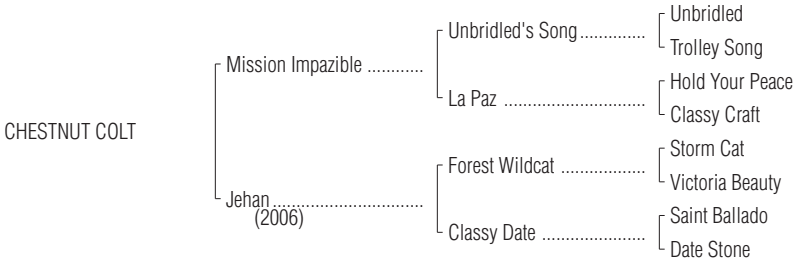 Unbridled
Unbridled's Song..............
Trolley Song
Mission Impazible ............
Hold Your Peace
La Paz ..............................
Classy Craft
CHESTNUT COLT
Storm Cat
Forest Wildcat ..................
Victoria Beauty
Jehan................................
(2006)
Saint Ballado
Classy Date ......................
Date Stone